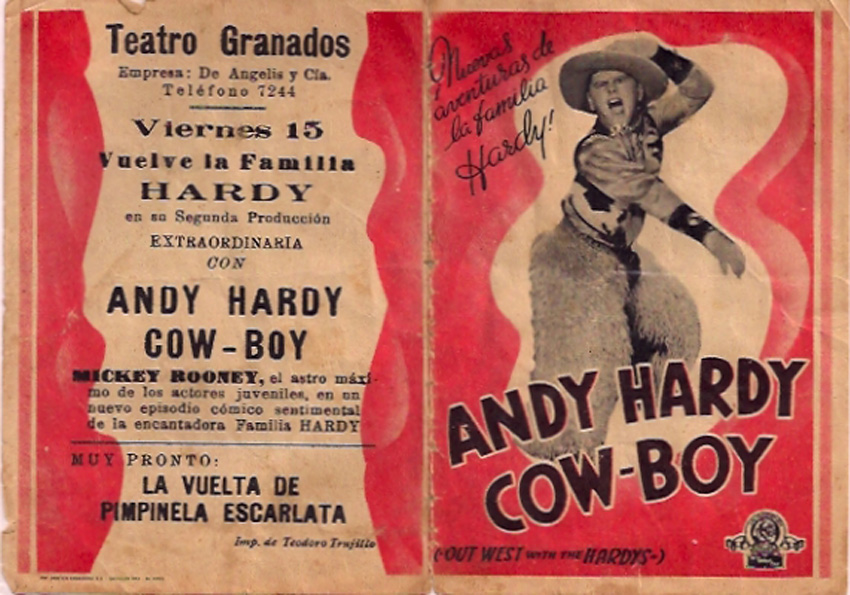 Teatro Granados
Empresa: De Angelis y Cía.
Teléfono 7244
Viernes 15
Vuelve la Familia
HARDY
en su Segunda Producción
EXTRAORDINARIA
CON
ANDY HARDY
COW-BOY
MICKEY ROONEY, el astro máxi-
mo de los actores juveniles, en un
nuevo episodio cómico sentimental
de la encantadora Familia HARDY
MUY PRONTO:
LA VUELTA DE
PIMPINELA ESCARLATA
Imp. de Teodoro Trujillo
Nuevas
aventuras de
la familia
Hardy!
ANDY HARDY
COW-BOY
(-OUT WEST WITH THE HARDYS-)